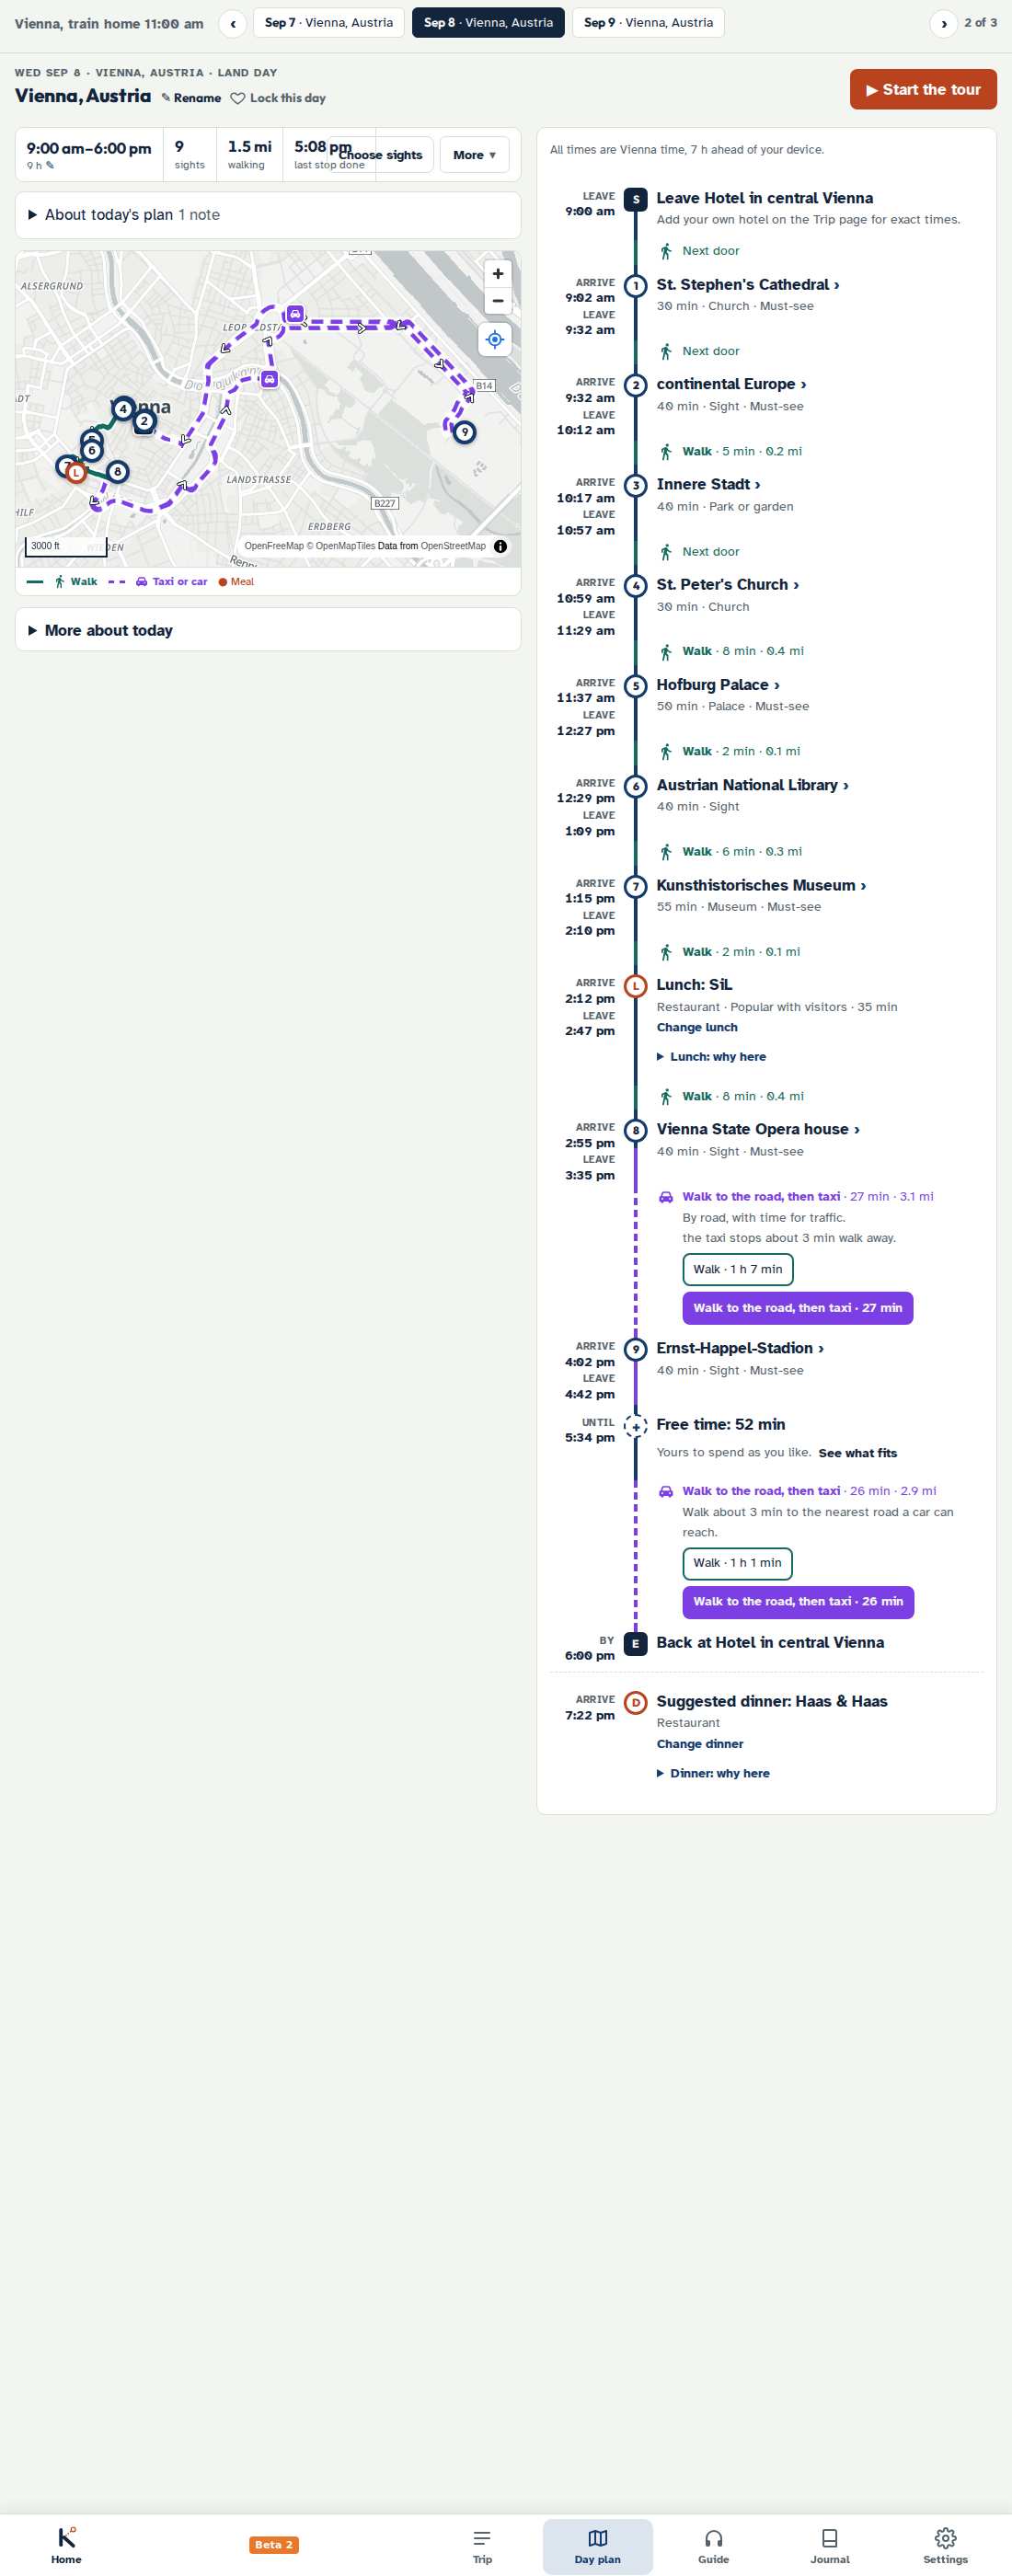 Vienna, train home 11:00 am
‹
Sep 7 · Vienna, Austria
Sep 8 · Vienna, Austria
Sep 9 · Vienna, Austria
›
2 of 3
WED SEP 8 · VIENNA, AUSTRIA · LAND DAY
Vienna, Austria
✎ Rename
Lock this day
▶ Start the tour
9:00 am–6:00 pm
9 h ✎
9
sights
1.5 mi
walking
5:08 pm
last stop done
Choose sights
More ▾
▶ About today's plan 1 note
ALSERGRUND
B14
LANDSTRASSE
B227
ERDBERG
4
2
6
8
L
9
+
−
3000 ft
OpenFreeMap © OpenMapTiles Data from OpenStreetMap
Walk
Taxi or car
Meal
▶ More about today
All times are Vienna time, 7 h ahead of your device.
LEAVE
9:00 am
S
Leave Hotel in central Vienna
Add your own hotel on the Trip page for exact times.
Next door
ARRIVE
9:02 am
LEAVE
9:32 am
1
St. Stephen's Cathedral ›
30 min · Church · Must-see
Next door
ARRIVE
9:32 am
LEAVE
10:12 am
2
continental Europe ›
40 min · Sight · Must-see
Walk · 5 min · 0.2 mi
ARRIVE
10:17 am
LEAVE
10:57 am
3
Innere Stadt ›
40 min · Park or garden
Next door
ARRIVE
10:59 am
LEAVE
11:29 am
4
St. Peter's Church ›
30 min · Church
Walk · 8 min · 0.4 mi
ARRIVE
11:37 am
LEAVE
12:27 pm
5
Hofburg Palace ›
50 min · Palace · Must-see
Walk · 2 min · 0.1 mi
ARRIVE
12:29 pm
LEAVE
1:09 pm
6
Austrian National Library ›
40 min · Sight
Walk · 6 min · 0.3 mi
ARRIVE
1:15 pm
LEAVE
2:10 pm
7
Kunsthistorisches Museum ›
55 min · Museum · Must-see
Walk · 2 min · 0.1 mi
ARRIVE
2:12 pm
LEAVE
2:47 pm
L
Lunch: SiL
Restaurant · Popular with visitors · 35 min
Change lunch
▶ Lunch: why here
Walk · 8 min · 0.4 mi
ARRIVE
2:55 pm
LEAVE
3:35 pm
8
Vienna State Opera house ›
40 min · Sight · Must-see
Walk to the road, then taxi · 27 min · 3.1 mi
By road, with time for traffic.
the taxi stops about 3 min walk away.
Walk · 1 h 7 min
Walk to the road, then taxi · 27 min
ARRIVE
4:02 pm
LEAVE
4:42 pm
9
Ernst-Happel-Stadion ›
40 min · Sight · Must-see
UNTIL
5:34 pm
+
Free time: 52 min
Yours to spend as you like. See what fits
Walk to the road, then taxi · 26 min · 2.9 mi
Walk about 3 min to the nearest road a car can
reach.
Walk · 1 h 1 min
Walk to the road, then taxi · 26 min
BY
6:00 pm
E
Back at Hotel in central Vienna
ARRIVE
7:22 pm
D
Suggested dinner: Haas & Haas
Restaurant
Change dinner
▶ Dinner: why here
Home
Beta 2
Trip
Day plan
Guide
Journal
Settings